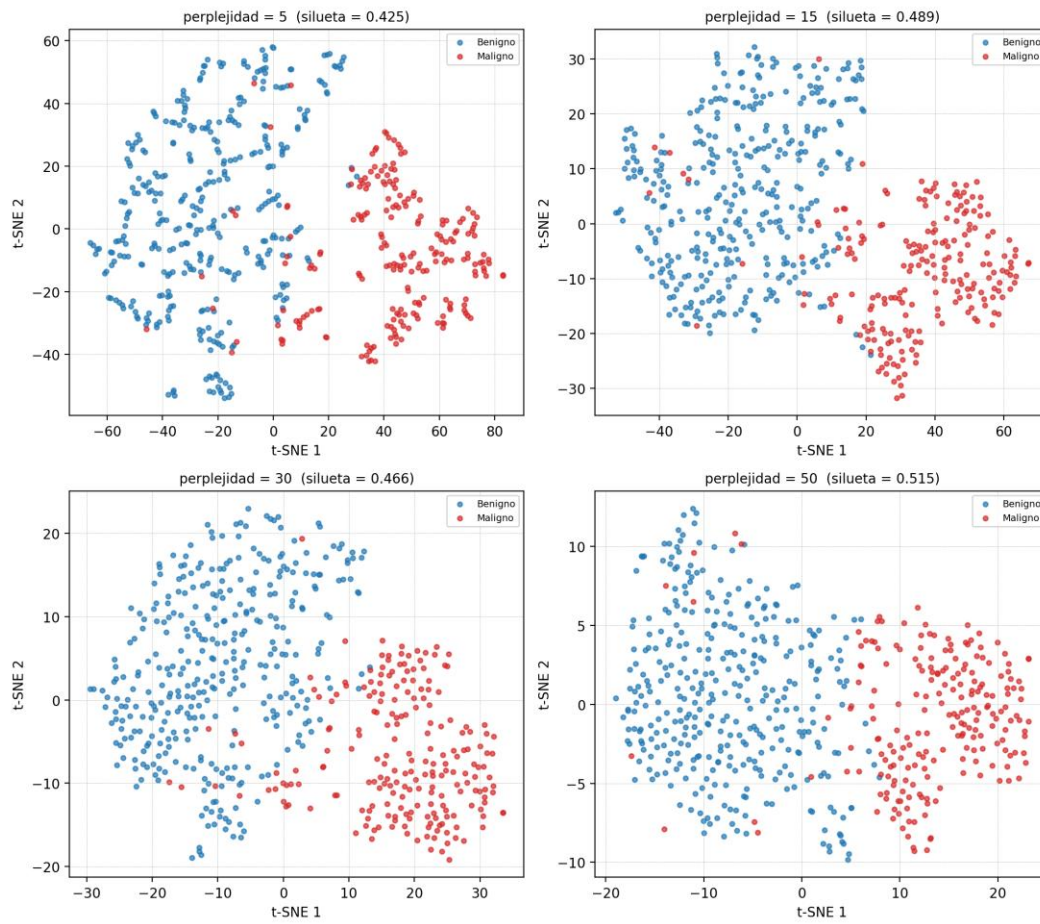 perplejidad = 5 (silueta = 0.425)
60
40
20
0
−20
−40
t-SNE 2
Benigno
Maligno
−60
−40
−20
0
20
40
60
80
t-SNE 1
perplejidad = 15 (silueta = 0.489)
30
20
10
0
−10
−20
−30
t-SNE 2
Benigno
Maligno
−40
−20
0
20
40
60
t-SNE 1
perplejidad = 30 (silueta = 0.466)
20
10
0
−10
−20
t-SNE 2
Benigno
Maligno
−30
−20
−10
0
10
20
30
t-SNE 1
perplejidad = 50 (silueta = 0.515)
10
5
0
−5
−10
t-SNE 2
Benigno
Maligno
−20
−10
0
10
20
t-SNE 1